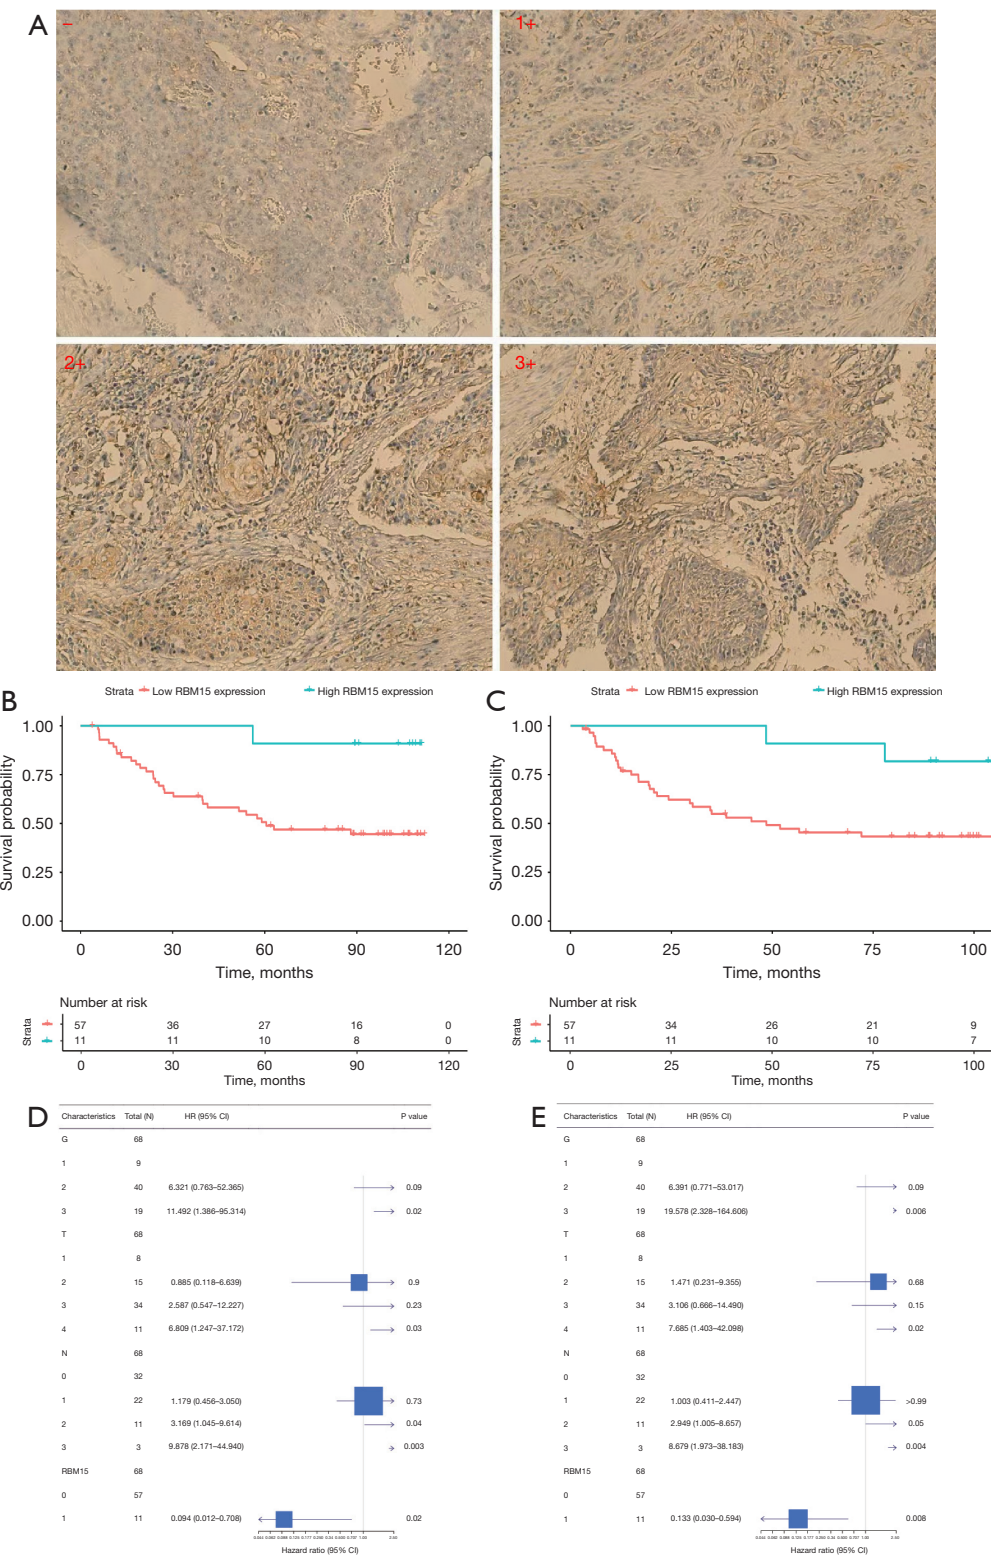 A
–
1+
2+
3+
B
Strata Low RBM15 expression High RBM15 expression
Survival probability
1.00
0.75
0.50
0.25
0.00
0 30 60 90 120
Time, months
Number at risk
Strata
57 36 27 16 0
11 11 10 8 0
0 30 60 90 120
Time, months
C
Strata Low RBM15 expression High RBM15 expression
Survival probability
1.00
0.75
0.50
0.25
0.00
0 25 50 75 100
Time, months
Number at risk
Strata
57 34 26 21 9
11 11 10 10 7
0 25 50 75 100
Time, months
D
Characteristics Total (N) HR (95% CI) P value
G 68
1 9
2 40 6.321 (0.763–52.365) 0.09
3 19 11.492 (1.386–95.314) 0.02
T 68
1 8
2 15 0.885 (0.118–6.639) 0.9
3 34 2.587 (0.547–12.227) 0.23
4 11 6.809 (1.247–37.172) 0.03
N 68
0 32
1 22 1.179 (0.456–3.050) 0.73
2 11 3.169 (1.045–9.614) 0.04
3 3 9.878 (2.171–44.940) 0.003
RBM15 68
0 57
1 11 0.094 (0.012–0.708) 0.02
Hazard ratio (95% CI)
E
Characteristics Total (N) HR (95% CI) P value
G 68
1 9
2 40 6.391 (0.771–53.017) 0.09
3 19 19.578 (2.328–164.606) 0.006
T 68
1 8
2 15 1.471 (0.231–9.355) 0.68
3 34 3.106 (0.666–14.490) 0.15
4 11 7.685 (1.403–42.098) 0.02
N 68
0 32
1 22 1.003 (0.411–2.447) >0.99
2 11 2.949 (1.005–8.657) 0.05
3 3 8.679 (1.973–38.183) 0.004
RBM15 68
0 57
1 11 0.133 (0.030–0.594) 0.008
Hazard ratio (95% CI)